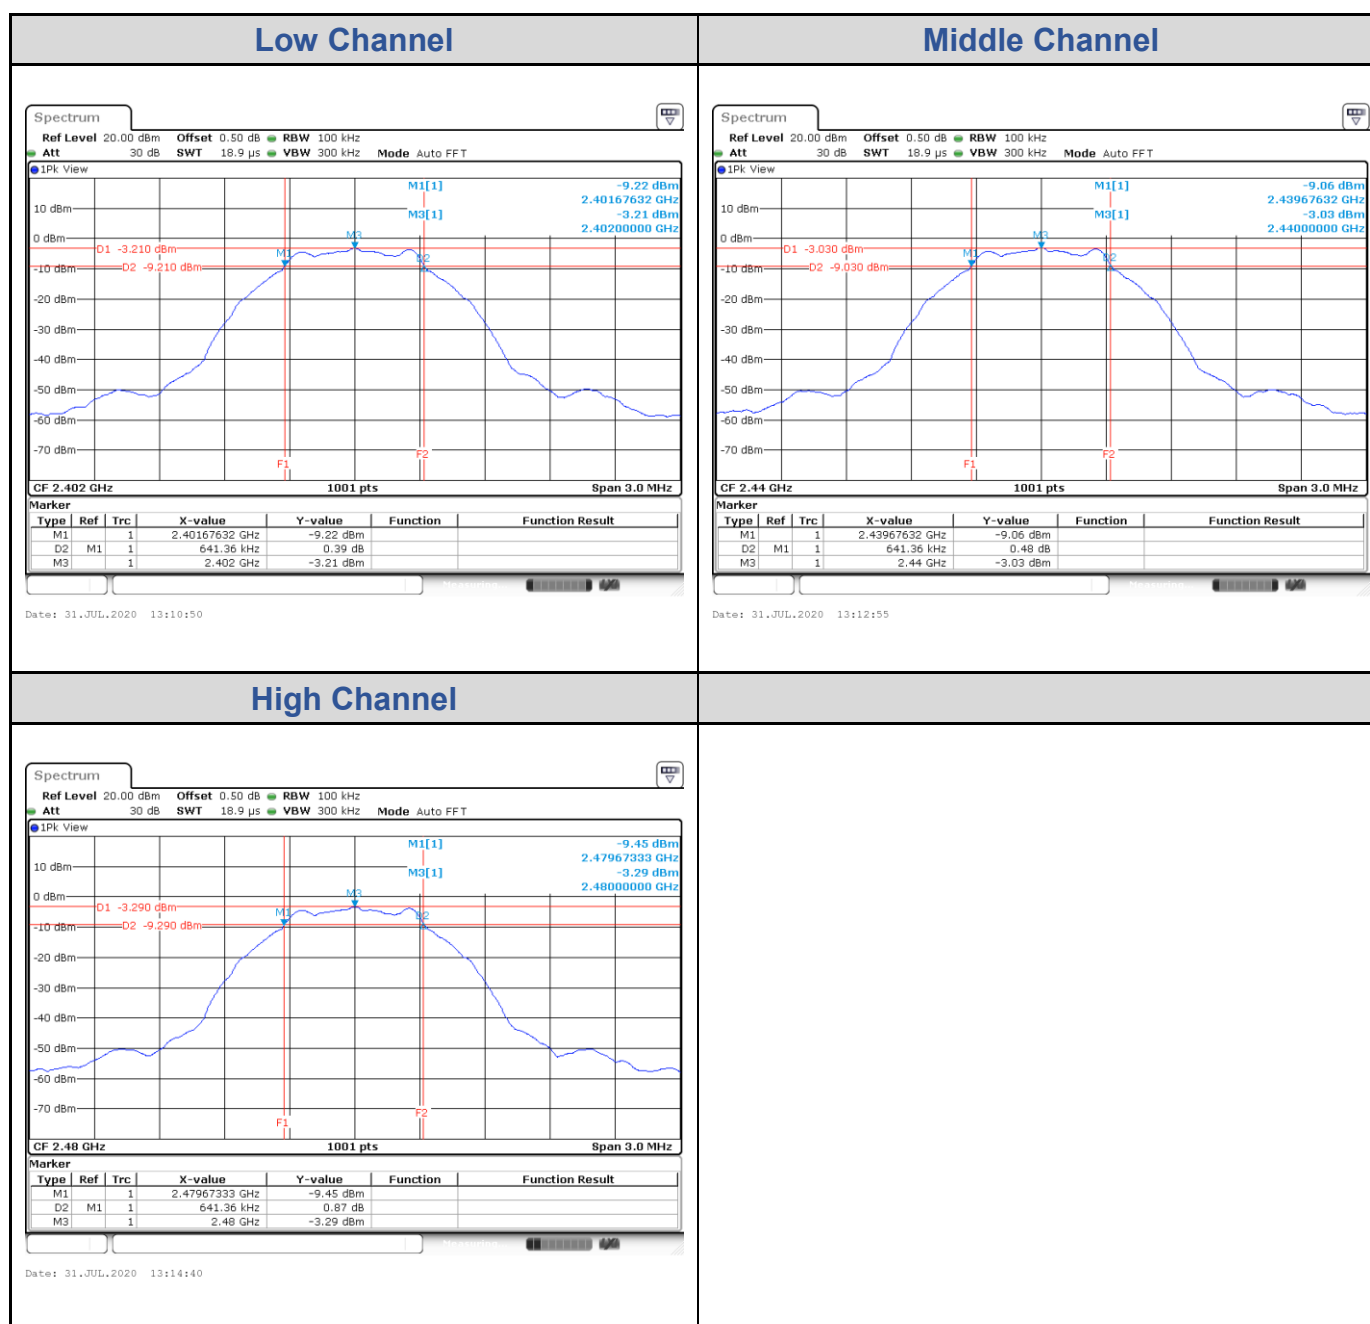 Low Channel
Middle Channel
Spectrum
Ref Level 20.00 dBm Offset 0.50 dB RBW 100 kHz
Att 30 dB SWT 18.9 µs VBW 300 kHz Mode Auto FFT
1Pk View
M1[1] -9.22 dBm
2.40167632 GHz
10 dBm
M3[1] -3.21 dBm
2.40200000 GHz
0 dBm
M3
D1 -3.210 dBm
M1
D2
-10 dBm
D2 -9.210 dBm
-20 dBm
-30 dBm
-40 dBm
-50 dBm
-60 dBm
-70 dBm
F1
F2
CF 2.402 GHz 1001 pts Span 3.0 MHz
Marker
Type Ref Trc X-value Y-value Function Function Result
M1 1 2.40167632 GHz -9.22 dBm
D2 M1 1 641.36 kHz 0.39 dB
M3 1 2.402 GHz -3.21 dBm
Date: 31.JUL.2020 13:10:50
Spectrum
Ref Level 20.00 dBm Offset 0.50 dB RBW 100 kHz
Att 30 dB SWT 18.9 µs VBW 300 kHz Mode Auto FFT
1Pk View
M1[1] -9.06 dBm
2.43967632 GHz
10 dBm
M3[1] -3.03 dBm
2.44000000 GHz
0 dBm
M3
D1 -3.030 dBm
M1
D2
-10 dBm
D2 -9.030 dBm
-20 dBm
-30 dBm
-40 dBm
-50 dBm
-60 dBm
-70 dBm
F1
F2
CF 2.44 GHz 1001 pts Span 3.0 MHz
Marker
Type Ref Trc X-value Y-value Function Function Result
M1 1 2.43967632 GHz -9.06 dBm
D2 M1 1 641.36 kHz 0.48 dB
M3 1 2.44 GHz -3.03 dBm
Measuring
Date: 31.JUL.2020 13:12:55
High Channel
Spectrum
Ref Level 20.00 dBm Offset 0.50 dB RBW 100 kHz
Att 30 dB SWT 18.9 µs VBW 300 kHz Mode Auto FFT
1Pk View
M1[1] -9.45 dBm
2.47967333 GHz
10 dBm
M3[1] -3.29 dBm
2.48000000 GHz
0 dBm
M3
D1 -3.290 dBm
M1
D2
-10 dBm
D2 -9.290 dBm
-20 dBm
-30 dBm
-40 dBm
-50 dBm
-60 dBm
-70 dBm
F1
F2
CF 2.48 GHz 1001 pts Span 3.0 MHz
Marker
Type Ref Trc X-value Y-value Function Function Result
M1 1 2.47967333 GHz -9.45 dBm
D2 M1 1 641.36 kHz 0.87 dB
M3 1 2.48 GHz -3.29 dBm
Measuring
Date: 31.JUL.2020 13:14:40